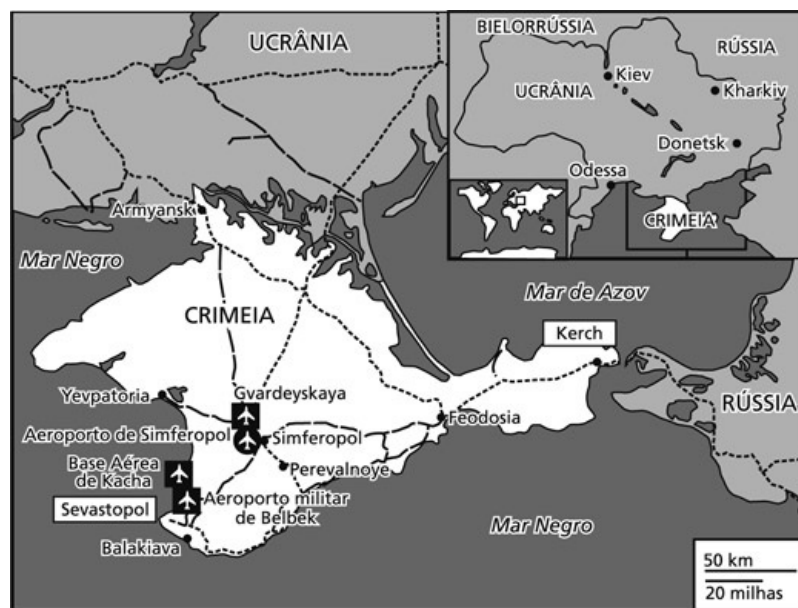 UCRÂNIA
BIELORRÚSSIA
RÚSSIA
Kiev
UCRÂNIA
Kharkiv
Donetsk
Odessa
CRIMEIA
Armyansk
Mar Negro
Mar de Azov
CRIMEIA
Kerch
Yevpatoria
Gvardeyskaya
Feodosia
RÚSSIA
Aeroporto de Simferopol
Simferopol
Base Aérea
de Kacha
Perevalnoye
Sevastopol
Aeroporto militar
de Belbek
Balakiava
Mar Negro
50 km
20 milhas